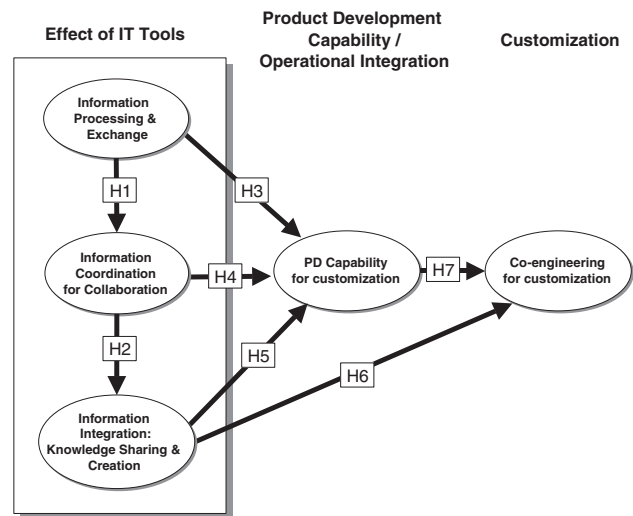 Effect of IT Tools
Product Development
Capability /
Operational Integration
Customization
Information
Processing &
Exchange
H1
H3
Information
Coordination
for Collaboration
H4
PD Capability
for customization
H7
Co-engineering
for customization
H2
H5
H6
Information
Integration:
Knowledge Sharing &
Creation